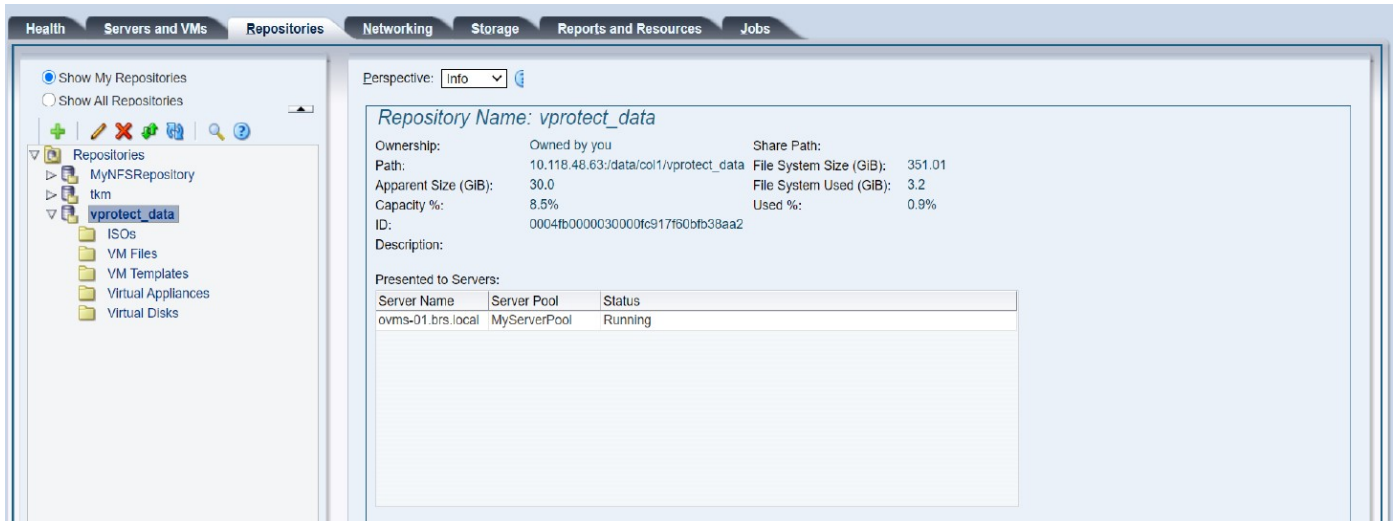 Health Servers and VMs Repositories Networking Storage Reports and Resources Jobs
Show My Repositories
Show All Repositories
Repositories
MyNFSRepository
tkm
vprotect_data
ISOs
VM Files
VM Templates
Virtual Appliances
Virtual Disks
Perspective: Info
Repository Name: vprotect_data
Ownership: Owned by you Share Path:
Path: 10.118.48.63:/data/col1/vprotect_data File System Size (GiB): 351.01
Apparent Size (GiB): 30.0 File System Used (GiB): 3.2
Capacity %: 8.5% Used %: 0.9%
ID: 0004fb0000030000fc917f60bfb38aa2
Description:
Presented to Servers:
Server Name Server Pool Status
ovms-01.brs.local MyServerPool Running